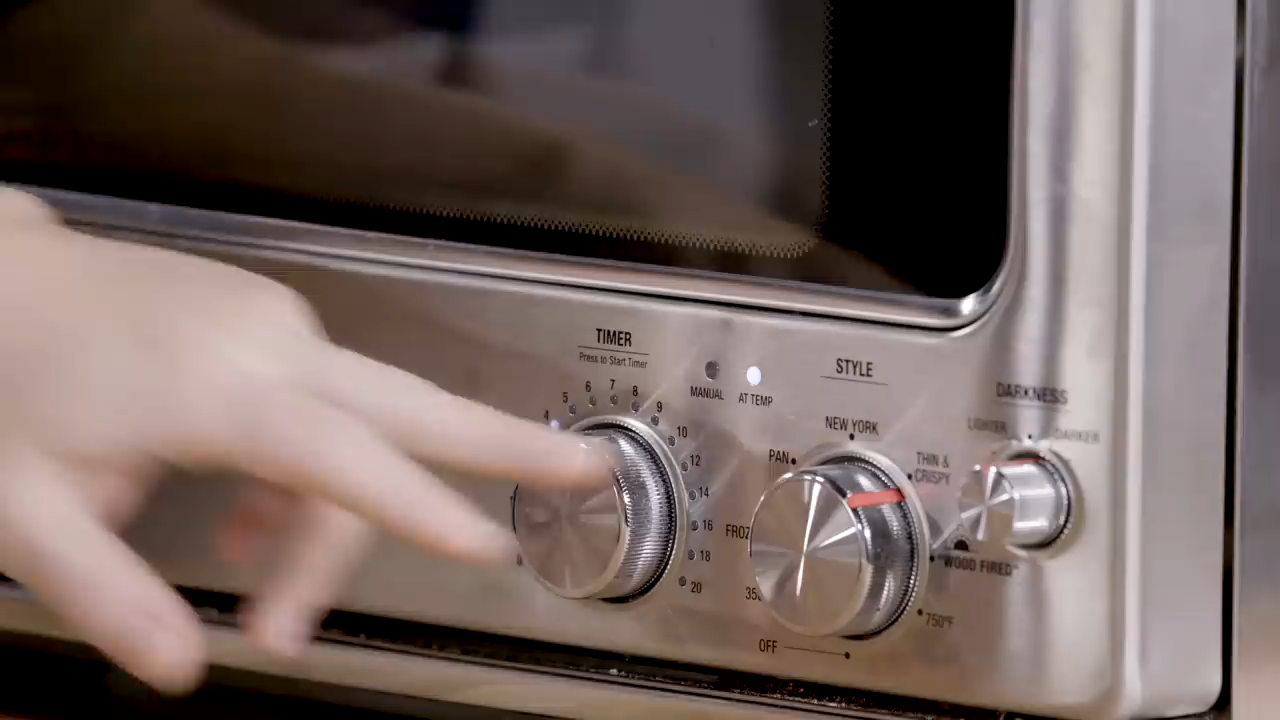 TIMER
Press to Start Timer
4
5
6
7
8
9
10
12
14
16
18
20
MANUAL
AT TEMP
STYLE
PAN
NEW YORK
THIN &
CRISPY
"WOOD FIRED"
750°F
OFF
DARKNESS
LIGHTER
DARKER